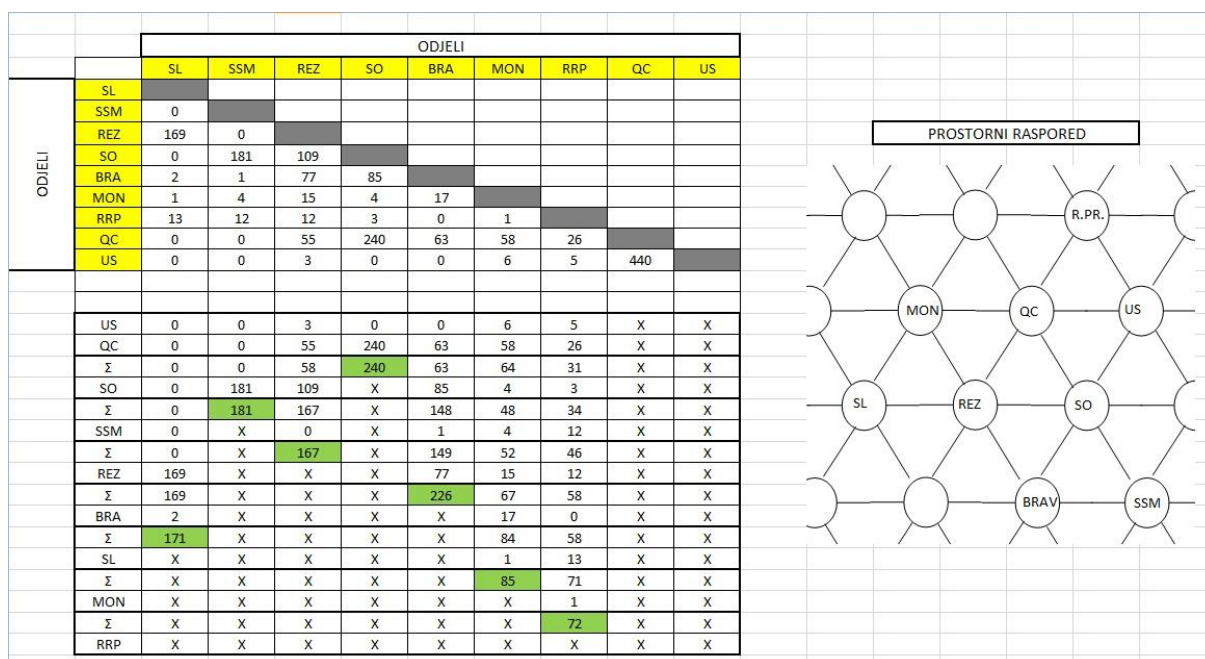 ODJELI
SL SSM REZ SO BRA MON RRP QC US
ODJELI
SL
SSM 0
REZ 169 0
SO 0 181 109
BRA 2 1 77 85
MON 1 4 15 4 17
RRP 13 12 12 3 0 1
QC 0 0 55 240 63 58 26
US 0 0 3 0 0 6 5 440
US 0 0 3 0 0 6 5 X X
QC 0 0 55 240 63 58 26 X X
Σ 0 0 58 240 63 64 31 X X
SO 0 181 109 X 85 4 3 X X
Σ 0 181 167 X 148 48 34 X X
SSM 0 X 0 X 1 4 12 X X
Σ 0 X 167 X 149 52 46 X X
REZ 169 X X X 77 15 12 X X
Σ 169 X X X 226 67 58 X X
BRA 2 X X X X 17 0 X X
Σ 171 X X X X 84 58 X X
SL X X X X X 1 13 X X
Σ X X X X X 85 71 X X
MON X X X X X X 1 X X
Σ X X X X X X 72 X X
RRP X X X X X X X X X
PROSTORNI RASPORED
R.PR.
MON QC US
SL REZ SO
BRAV SSM